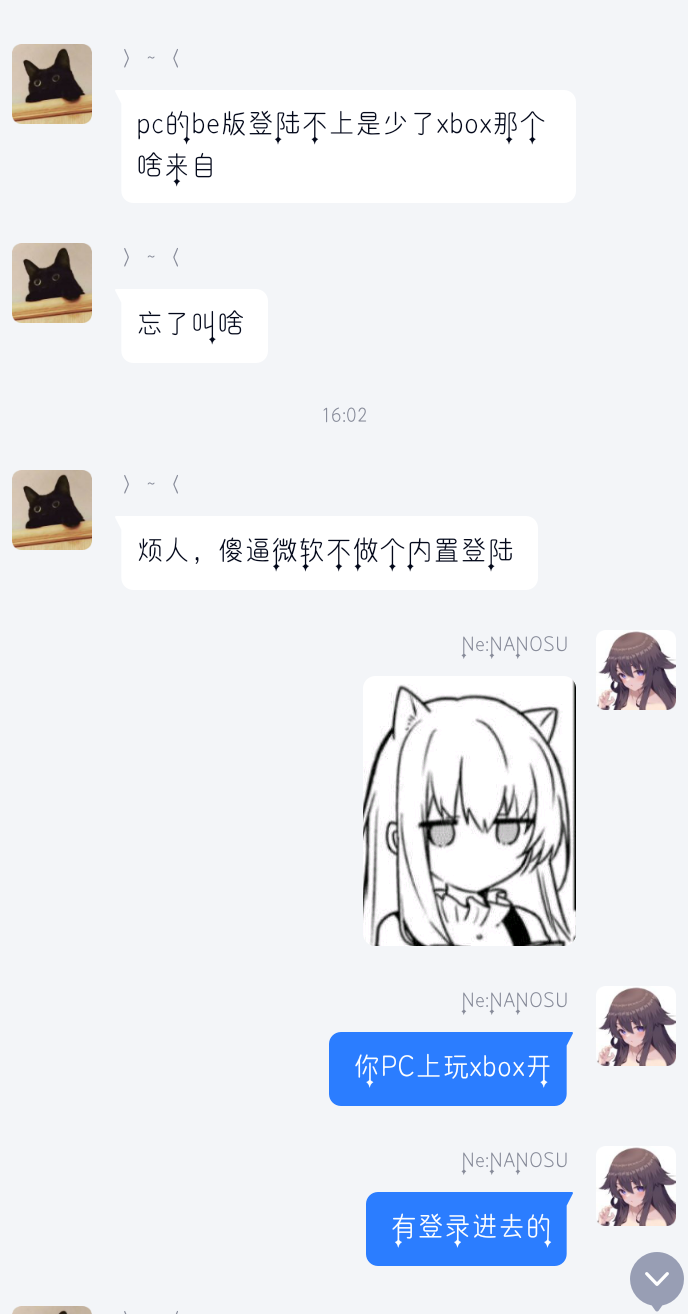 〉 ~ 〈
pc的be版登陆不上是少了xbox那个
啥来自
〉 ~ 〈
忘了叫啥
16:02
〉 ~ 〈
烦人，傻逼微软不做个内置登陆
Ne:NANOSU
Ne:NANOSU
你PC上玩xbox开
Ne:NANOSU
有登录进去的